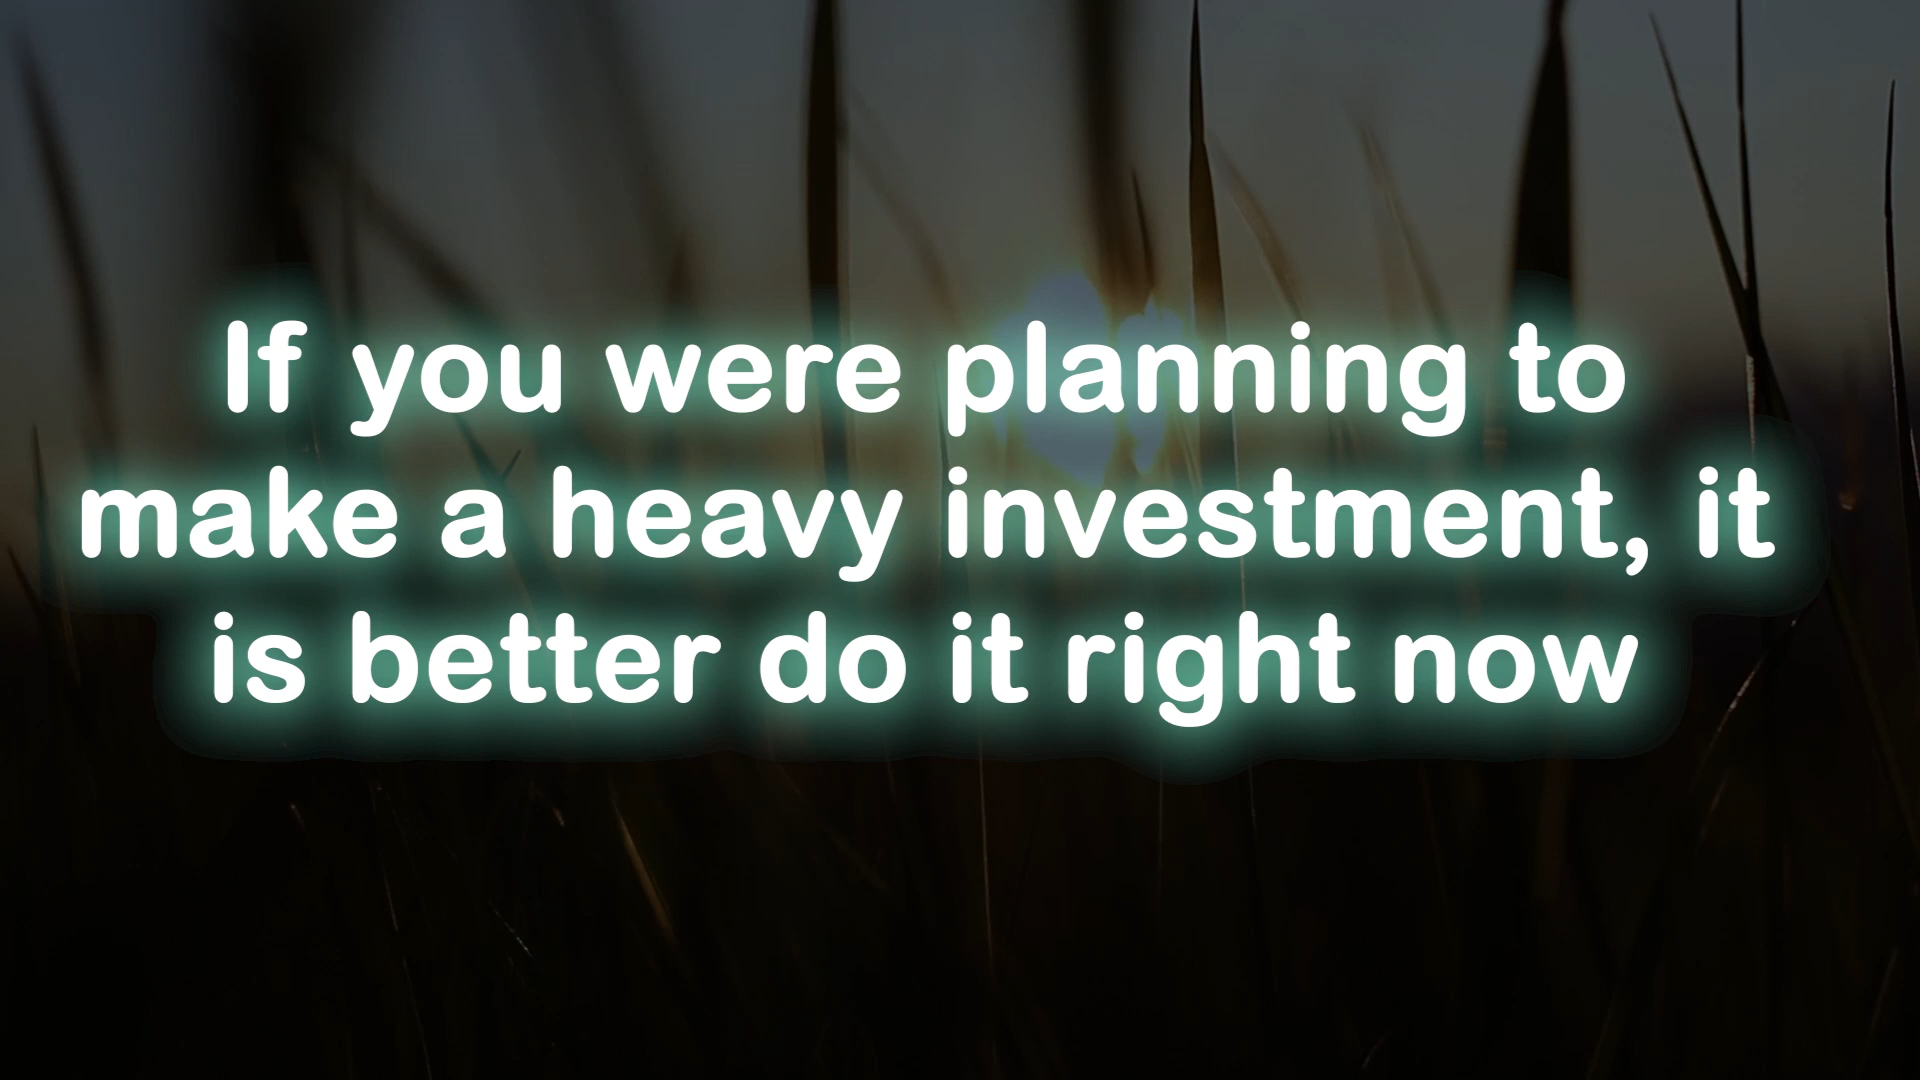 If you were planning to
make a heavy investment, it
is better do it right now